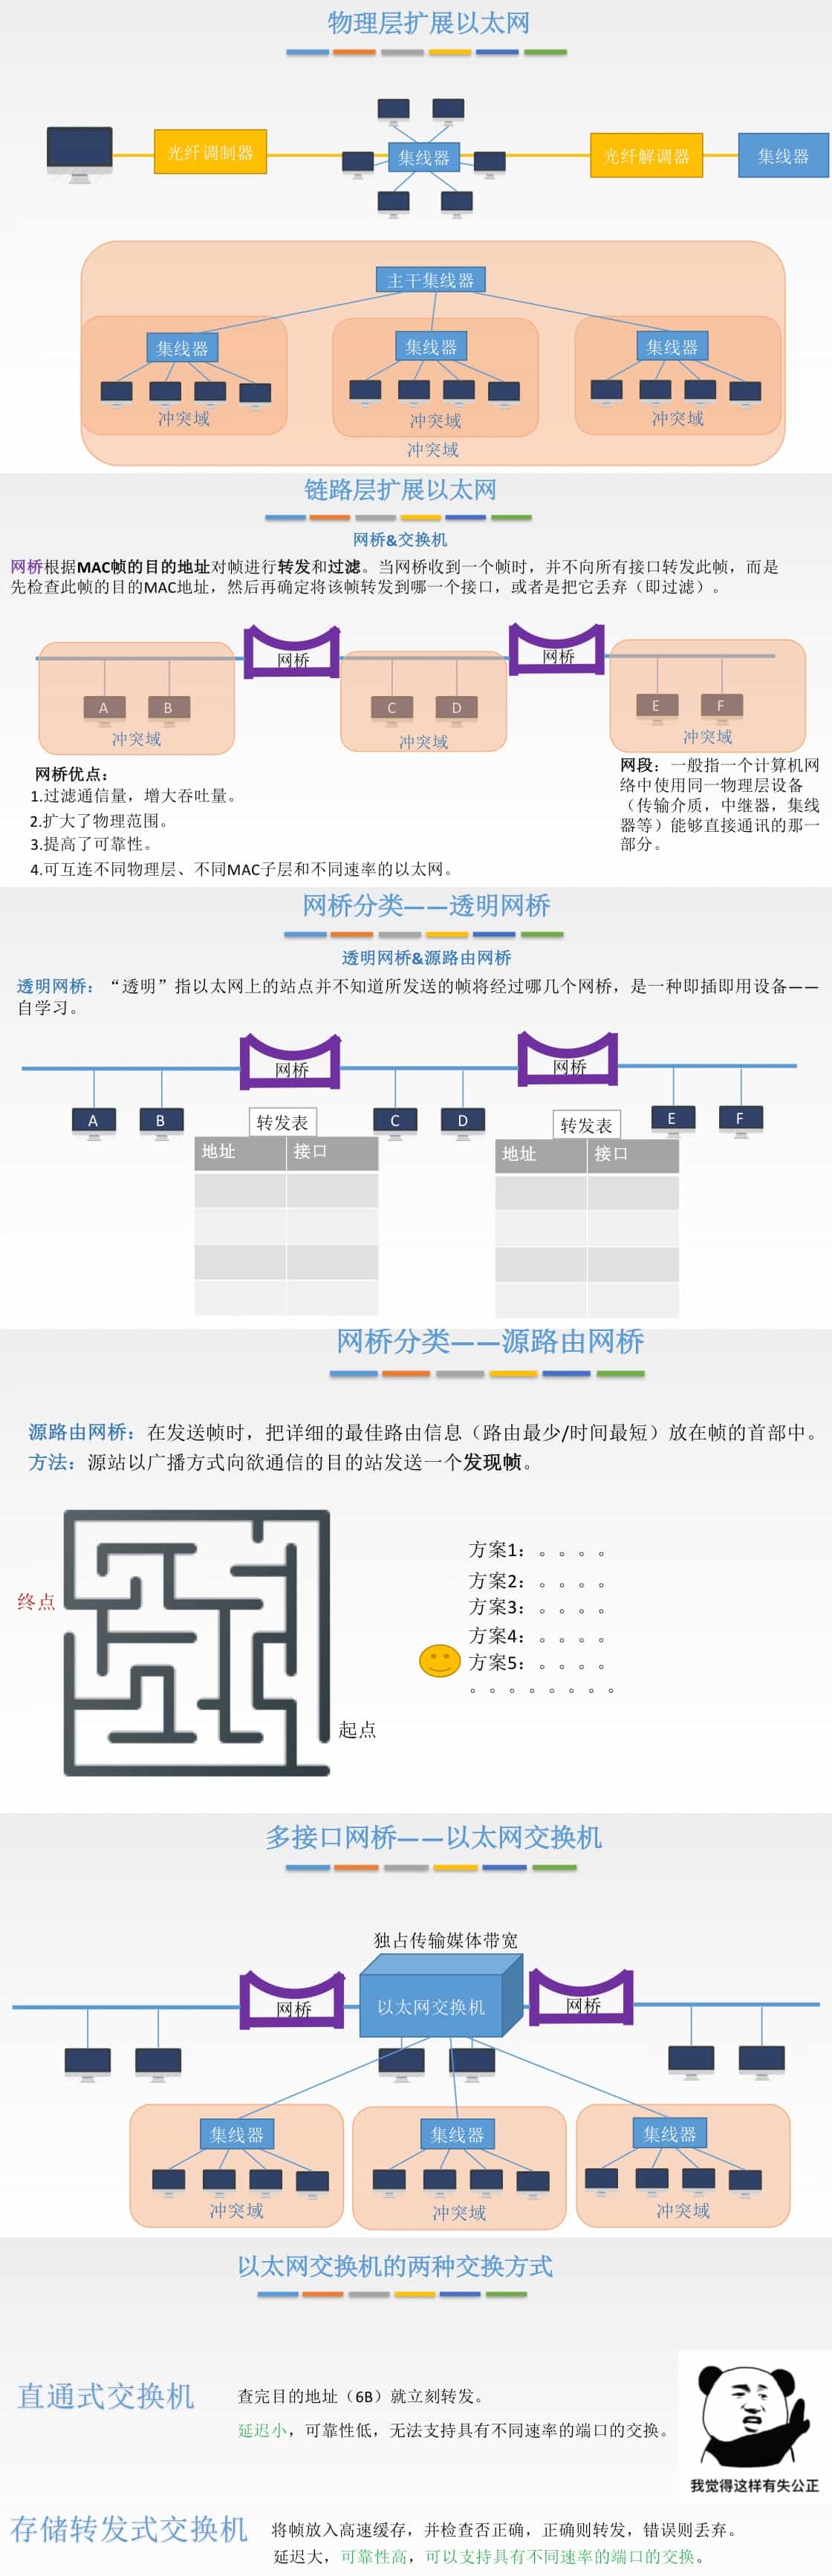 物理层扩展以太网
光纤调制器
集线器
光纤解调器
集线器
主干集线器
集线器
集线器
集线器
冲突域
冲突域
冲突域
冲突域
链路层扩展以太网
网桥&交换机
网桥根据MAC帧的目的地址对帧进行转发和过滤。当网桥收到一个帧时，并不向所有接口转发此帧，而是
先检查此帧的目的MAC地址，然后再确定将该帧转发到哪一个接口，或者是把它丢弃（即过滤）。
网桥
网桥
A
B
C
D
E
F
冲突域
冲突域
冲突域
网桥优点：
1.过滤通信量，增大吞吐量。
2.扩大了物理范围。
3.提高了可靠性。
4.可互连不同物理层、不同MAC子层和不同速率的以太网。
网段：一般指一个计算机网
络中使用同一物理层设备
（传输介质，中继器，集线
器等）能够直接通讯的那一
部分。
网桥分类——透明网桥
透明网桥&源路由网桥
透明网桥：“透明”指以太网上的站点并不知道所发送的帧将经过哪几个网桥，是一种即插即用设备——
自学习。
网桥
网桥
A
B
C
D
E
F
转发表
地址 接口
转发表
地址 接口
网桥分类——源路由网桥
源路由网桥：在发送帧时，把详细的最佳路由信息（路由最少/时间最短）放在帧的首部中。
方法：源站以广播方式向欲通信的目的站发送一个发现帧。
终点
起点
方案1：。。。。
方案2：。。。。
方案3：。。。。
方案4：。。。。
方案5：。。。。
。。。。。。。。
多接口网桥——以太网交换机
独占传输媒体带宽
网桥
以太网交换机
网桥
集线器
集线器
集线器
冲突域
冲突域
冲突域
以太网交换机的两种交换方式
直通式交换机
查完目的地址（6B）就立刻转发。
延迟小，可靠性低，无法支持具有不同速率的端口的交换。
我觉得这样有失公正
存储转发式交换机
将帧放入高速缓存，并检查否正确，正确则转发，错误则丢弃。
延迟大，可靠性高，可以支持具有不同速率的端口的交换。